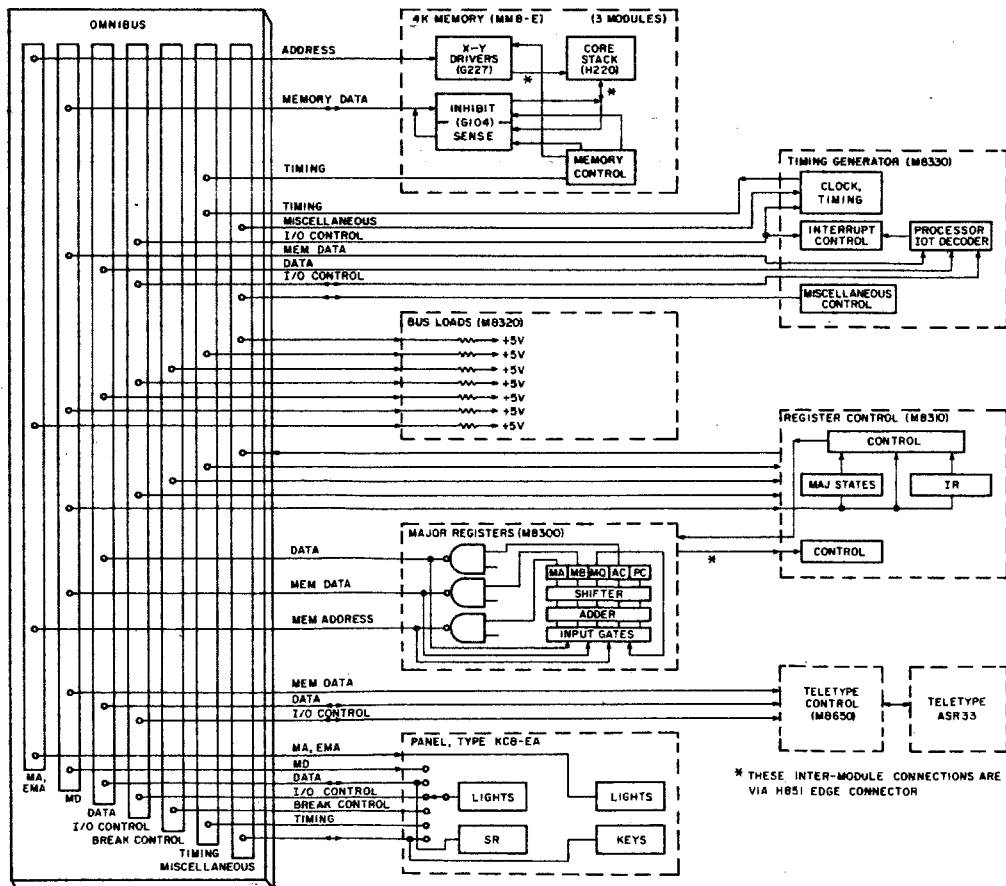 OMNIBUS
4K MEMORY (MM8-E) (3 MODULES)
ADDRESS
X-Y
DRIVERS
(G227)
CORE
STACK
(H220)
*
*
MEMORY DATA
INHIBIT
(G104)
SENSE
MEMORY
CONTROL
TIMING
TIMING GENERATOR (M8330)
CLOCK,
TIMING
TIMING
MISCELLANEOUS
I/O CONTROL
MEM DATA
DATA
I/O CONTROL
INTERRUPT
CONTROL
PROCESSOR
IOT DECODER
MISCELLANEOUS
CONTROL
BUS LOADS (M8320)
+5V
+5V
+5V
+5V
+5V
+5V
+5V
REGISTER CONTROL (M8310)
CONTROL
MAJ STATES
IR
CONTROL
*
MAJOR REGISTERS (M8300)
DATA
MEM DATA
MEM ADDRESS
MA MB MQ AC PC
SHIFTER
ADDER
INPUT GATES
MEM DATA
DATA
I/O CONTROL
TELETYPE
CONTROL
(M8650)
TELETYPE
ASR33
PANEL, TYPE KC8-EA
MA, EMA
MD
DATA
I/O CONTROL
BREAK CONTROL
TIMING
LIGHTS
LIGHTS
SR
KEYS
* THESE INTER-MODULE CONNECTIONS ARE
VIA H851 EDGE CONNECTOR
MA,
EMA
MD
DATA
I/O CONTROL
BREAK CONTROL
TIMING
MISCELLANEOUS